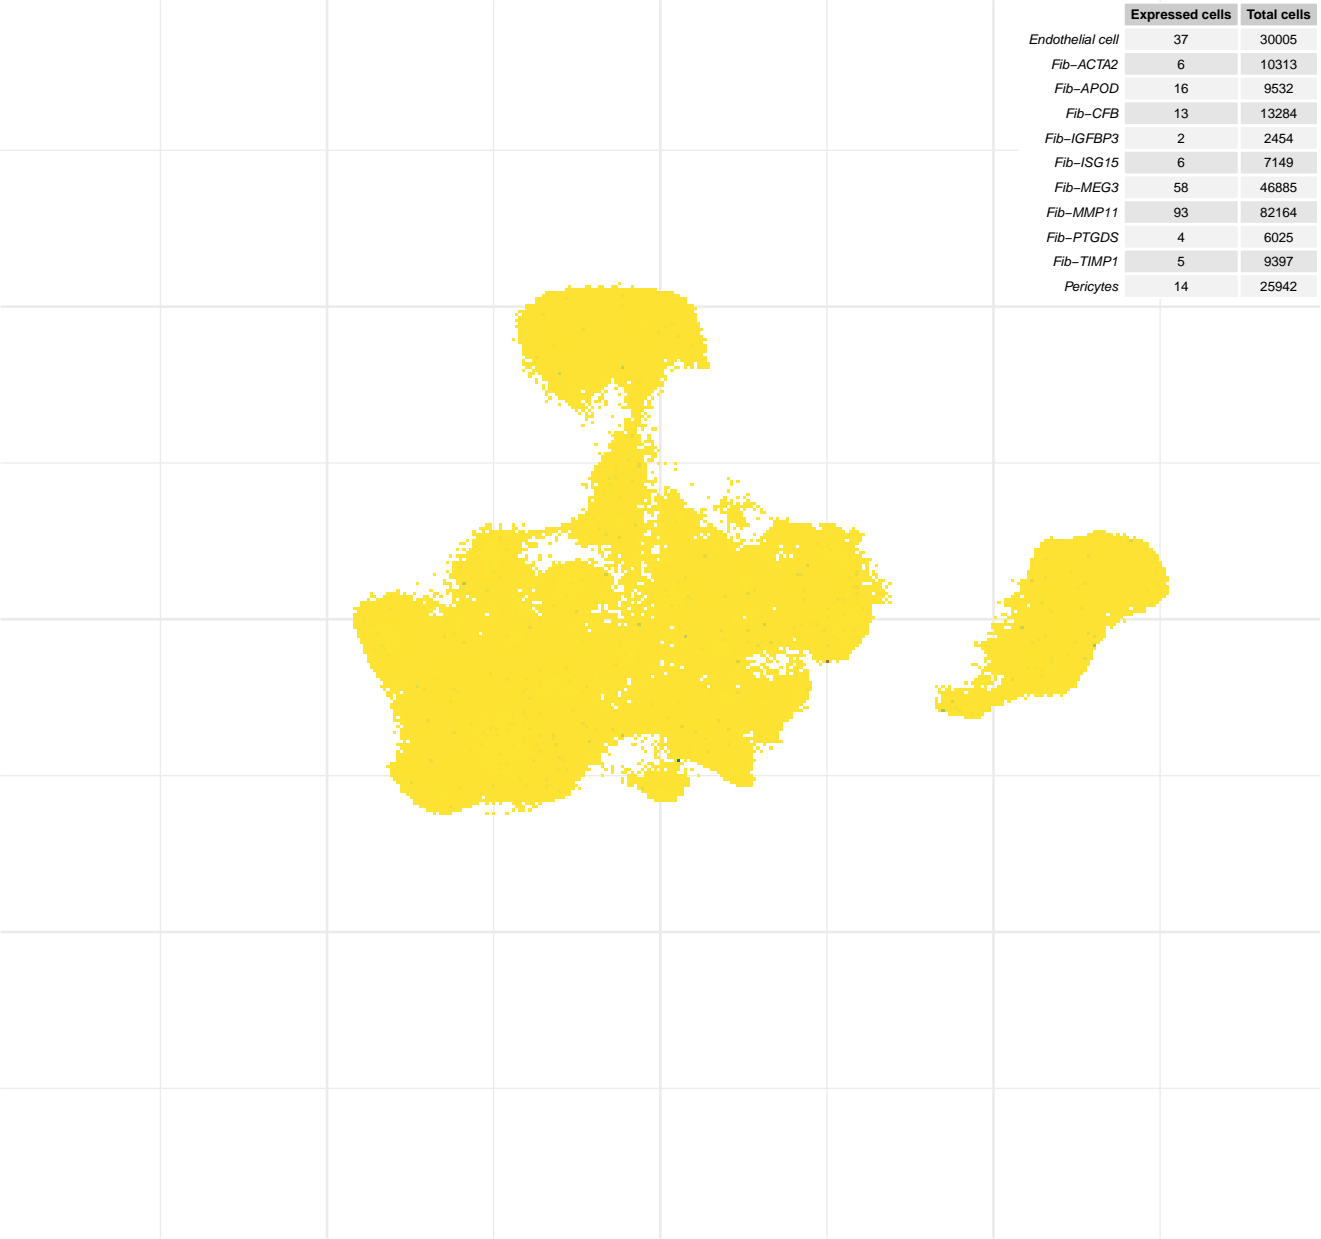 Expressed cells Total cells
Endothelial cell 37 30005
Fib−ACTA2 6 10313
Fib−APOD 16 9532
Fib−CFB 13 13284
Fib−IGFBP3 2 2454
Fib−ISG15 6 7149
Fib−MEG3 58 46885
Fib−MMP11 93 82164
Fib−PTGDS 4 6025
Fib−TIMP1 5 9397
Pericytes 14 25942